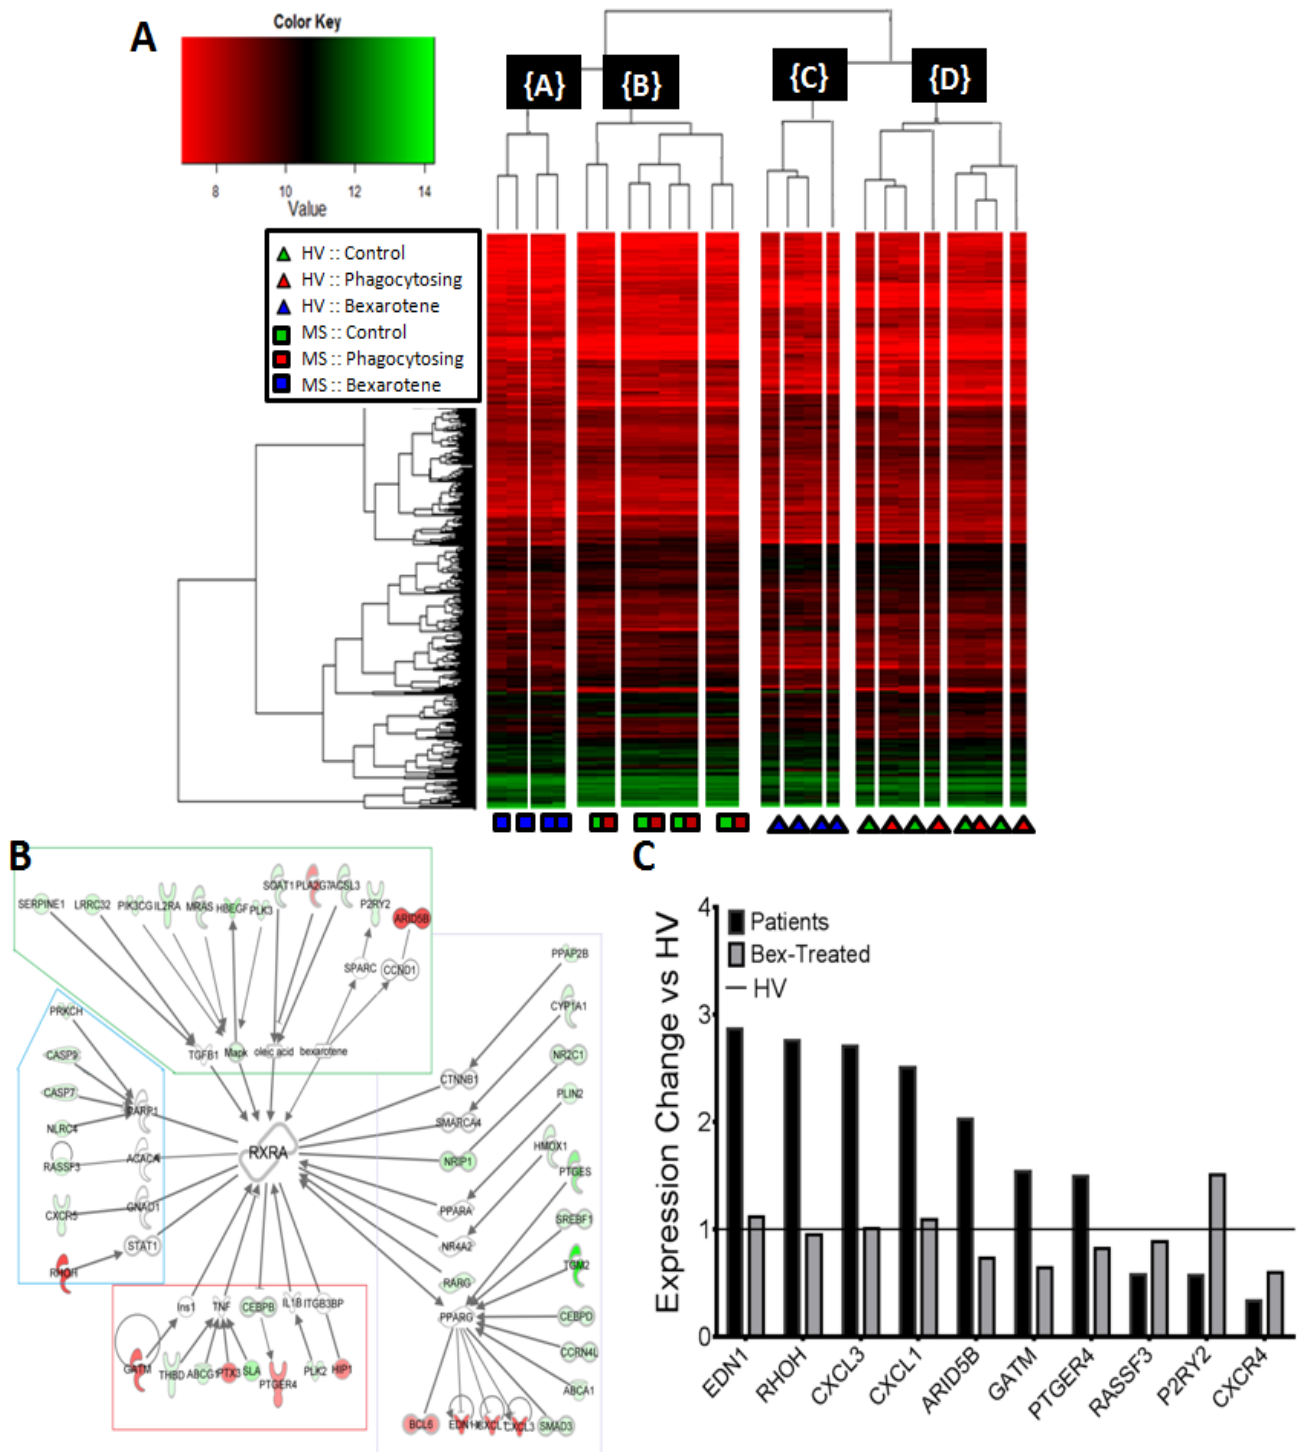 A
Color Key
8 10 12 14
Value
{A} {B} {C} {D}
HV :: Control
HV :: Phagocytosing
HV :: Bexarotene
MS :: Control
MS :: Phagocytosing
MS :: Bexarotene
B
SERPINE1
LRRC32
PIK3CG
IL2RA
MRAS
HBEGF
PLK3
SOAT1
PLA2G7
ACSL3
P2RY2
ARID5B
SPARC
CCND1
TGFB1
Mapk
oleic acid
bexarotene
PRKCH
CASP9
CASP7
NLRC4
RASSF3
CXCR5
RHOH
PARP1
ACACA
GNAO1
STAT1
RXRA
PPAP2B
CYP1A1
NR2C1
PLIN2
HMOX1
PTGES
SREBF1
TGM2
CEBPD
CCRN4L
ABCA1
SMAD3
CTNNB1
SMARCA4
NRIP1
PPARA
NR4A2
RARG
PPARG
BCL6
EDN1
CXCL1
CXCL3
Ins1
TNF
CEBPB
IL1B
ITGB3BP
GATM
THBD
ABCG1
PTX3
SLA
PTGER4
PLK2
HIP1
C
Expression Change vs HV
4
3
2
1
0
Patients
Bex-Treated
HV
EDN1
RHOH
CXCL3
CXCL1
ARID5B
GATM
PTGER4
RASSF3
P2RY2
CXCR4